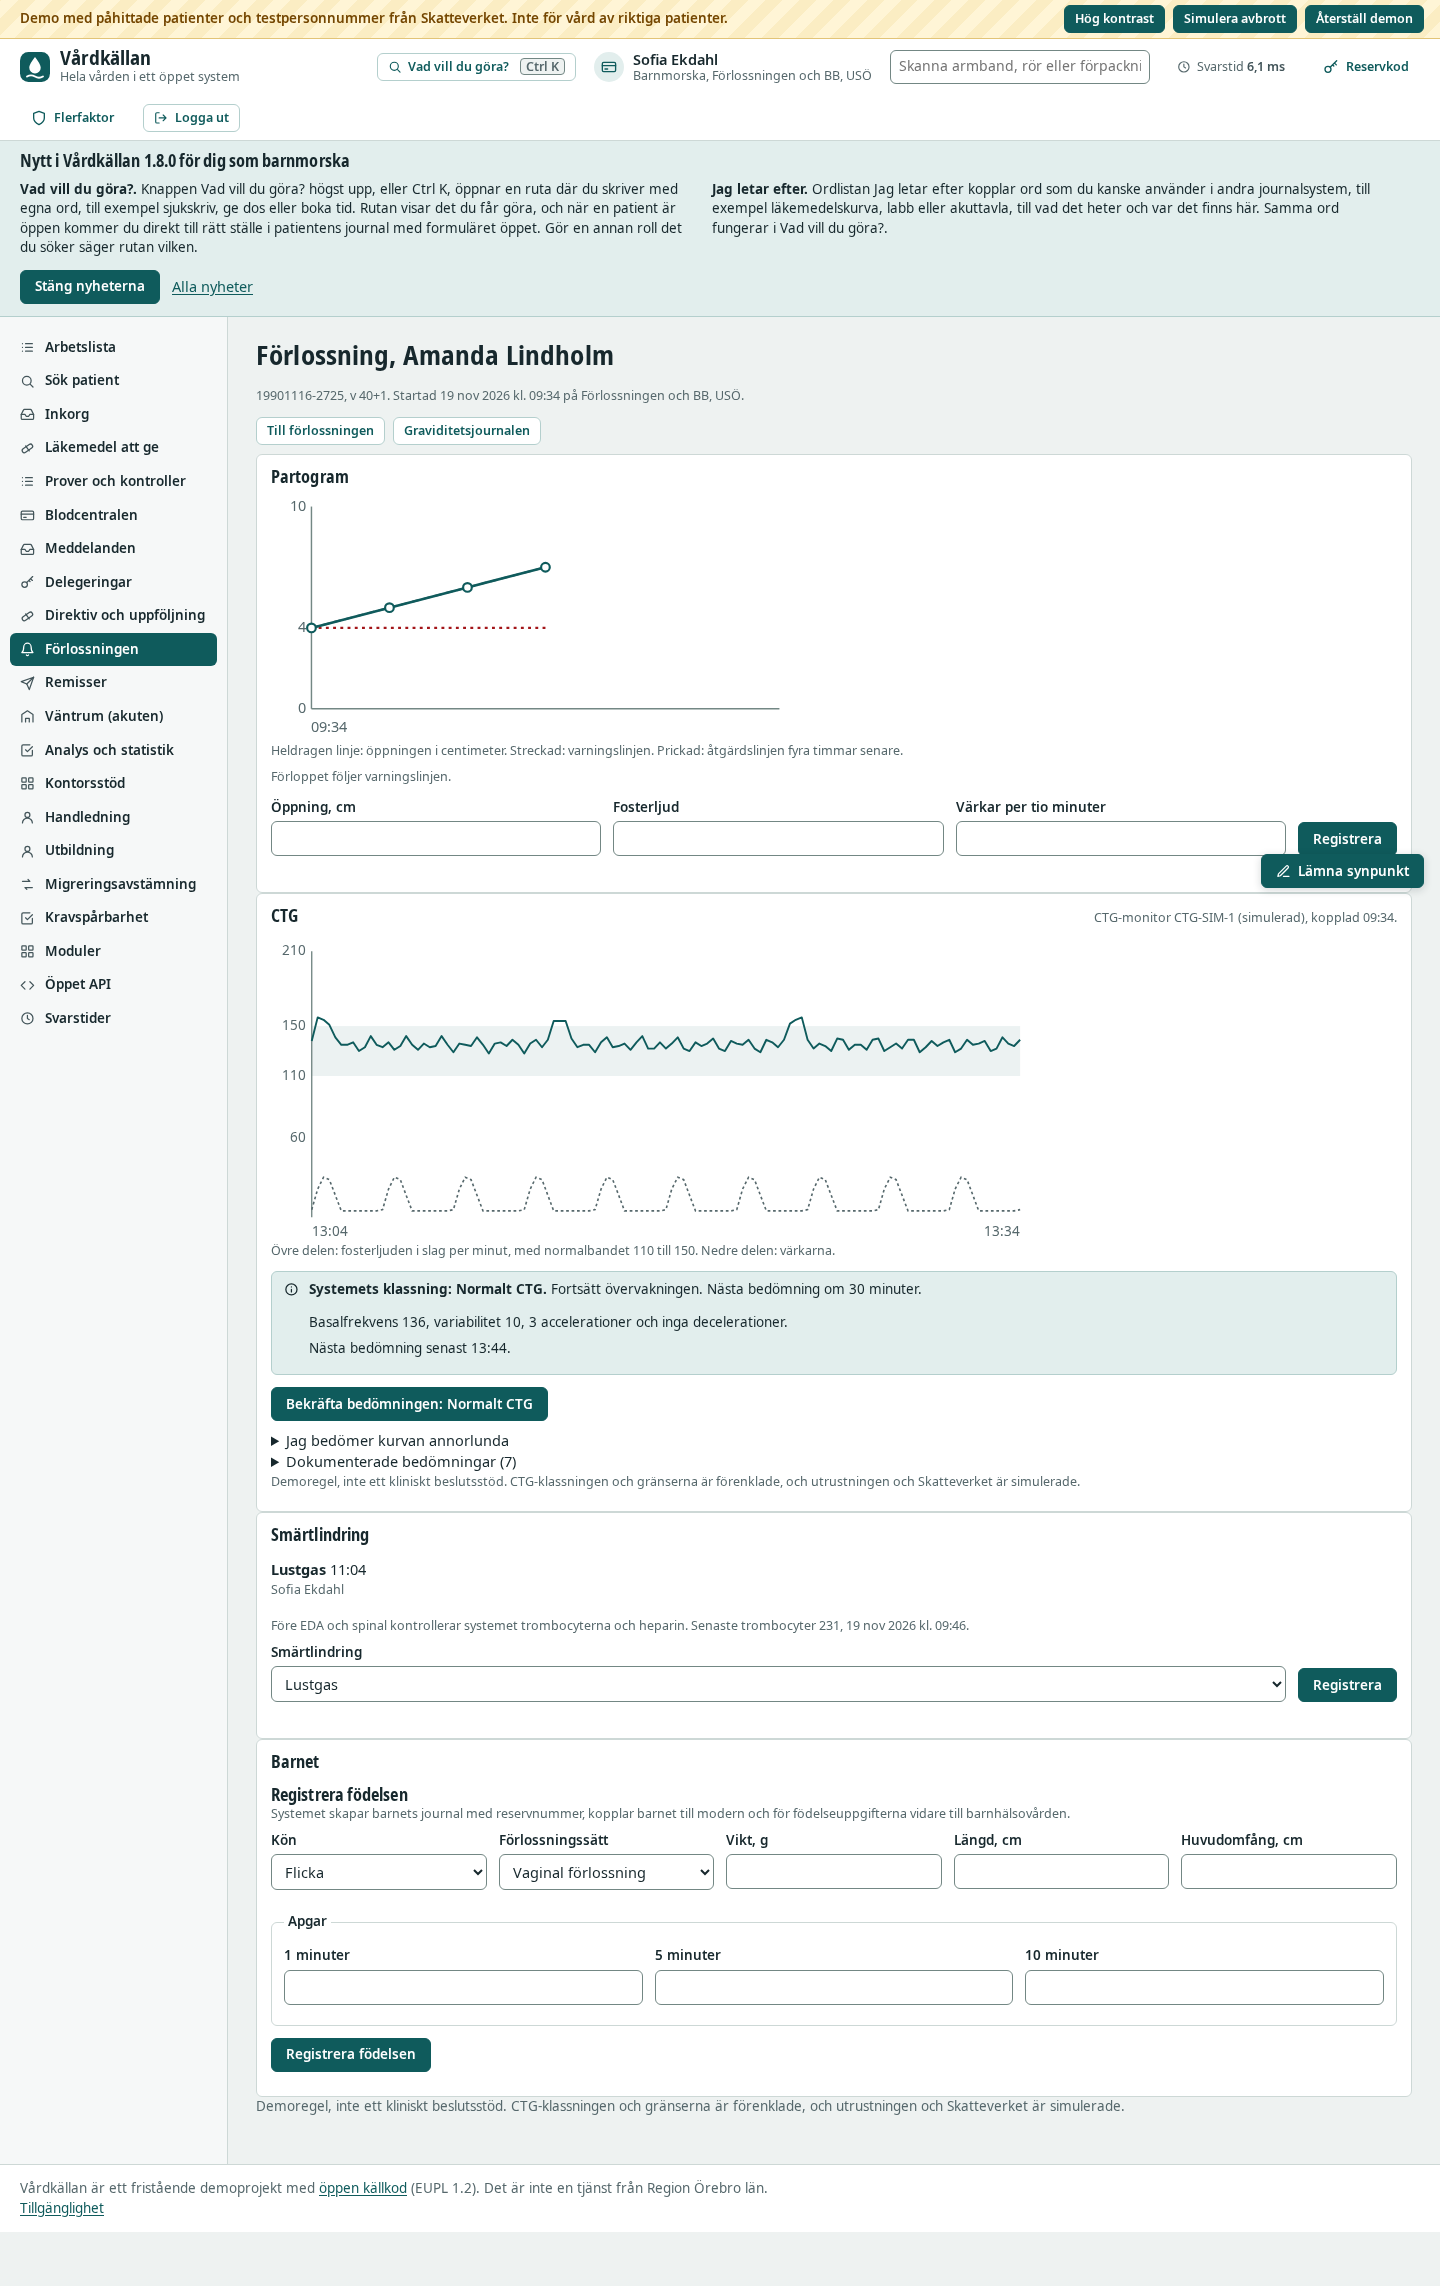 Demo med påhittade patienter och testpersonnummer från Skatteverket. Inte för vård av riktiga patienter.
Hög kontrast
Simulera avbrott
Återställ demon
Vårdkällan
Hela vården i ett öppet system
Vad vill du göra? Ctrl K
Sofia Ekdahl
Barnmorska, Förlossningen och BB, USÖ
Skanna armband, rör eller förpackni
Svarstid 6,1 ms
Reservkod
Flerfaktor
Logga ut
Nytt i Vårdkällan 1.8.0 för dig som barnmorska
Vad vill du göra?. Knappen Vad vill du göra? högst upp, eller Ctrl K, öppnar en ruta där du skriver med
egna ord, till exempel sjukskriv, ge dos eller boka tid. Rutan visar det du får göra, och när en patient är
öppen kommer du direkt till rätt ställe i patientens journal med formuläret öppet. Gör en annan roll det
du söker säger rutan vilken.
Jag letar efter. Ordlistan Jag letar efter kopplar ord som du kanske använder i andra journalsystem, till
exempel läkemedelskurva, labb eller akuttavla, till vad det heter och var det finns här. Samma ord
fungerar i Vad vill du göra?.
Stäng nyheterna
Alla nyheter
Arbetslista
Sök patient
Inkorg
Läkemedel att ge
Prover och kontroller
Blodcentralen
Meddelanden
Delegeringar
Direktiv och uppföljning
Förlossningen
Remisser
Väntrum (akuten)
Analys och statistik
Kontorsstöd
Handledning
Utbildning
Migreringsavstämning
Kravspårbarhet
Moduler
Öppet API
Svarstider
Förlossning, Amanda Lindholm
19901116-2725, v 40+1. Startad 19 nov 2026 kl. 09:34 på Förlossningen och BB, USÖ.
Till förlossningen
Graviditetsjournalen
Partogram
10
4
0
09:34
Heldragen linje: öppningen i centimeter. Streckad: varningslinjen. Prickad: åtgärdslinjen fyra timmar senare.
Förloppet följer varningslinjen.
Öppning, cm
Fosterljud
Värkar per tio minuter
Registrera
Lämna synpunkt
CTG
CTG-monitor CTG-SIM-1 (simulerad), kopplad 09:34.
210
150
110
60
13:04
13:34
Övre delen: fosterljuden i slag per minut, med normalbandet 110 till 150. Nedre delen: värkarna.
Systemets klassning: Normalt CTG. Fortsätt övervakningen. Nästa bedömning om 30 minuter.
Basalfrekvens 136, variabilitet 10, 3 accelerationer och inga decelerationer.
Nästa bedömning senast 13:44.
Bekräfta bedömningen: Normalt CTG
Jag bedömer kurvan annorlunda
Dokumenterade bedömningar (7)
Demoregel, inte ett kliniskt beslutsstöd. CTG-klassningen och gränserna är förenklade, och utrustningen och Skatteverket är simulerade.
Smärtlindring
Lustgas 11:04
Sofia Ekdahl
Före EDA och spinal kontrollerar systemet trombocyterna och heparin. Senaste trombocyter 231, 19 nov 2026 kl. 09:46.
Smärtlindring
Lustgas
Registrera
Barnet
Registrera födelsen
Systemet skapar barnets journal med reservnummer, kopplar barnet till modern och för födelseuppgifterna vidare till barnhälsovården.
Kön
Förlossningssätt
Vikt, g
Längd, cm
Huvudomfång, cm
Flicka
Vaginal förlossning
Apgar
1 minuter
5 minuter
10 minuter
Registrera födelsen
Demoregel, inte ett kliniskt beslutsstöd. CTG-klassningen och gränserna är förenklade, och utrustningen och Skatteverket är simulerade.
Vårdkällan är ett fristående demoprojekt med öppen källkod (EUPL 1.2). Det är inte en tjänst från Region Örebro län.
Tillgänglighet